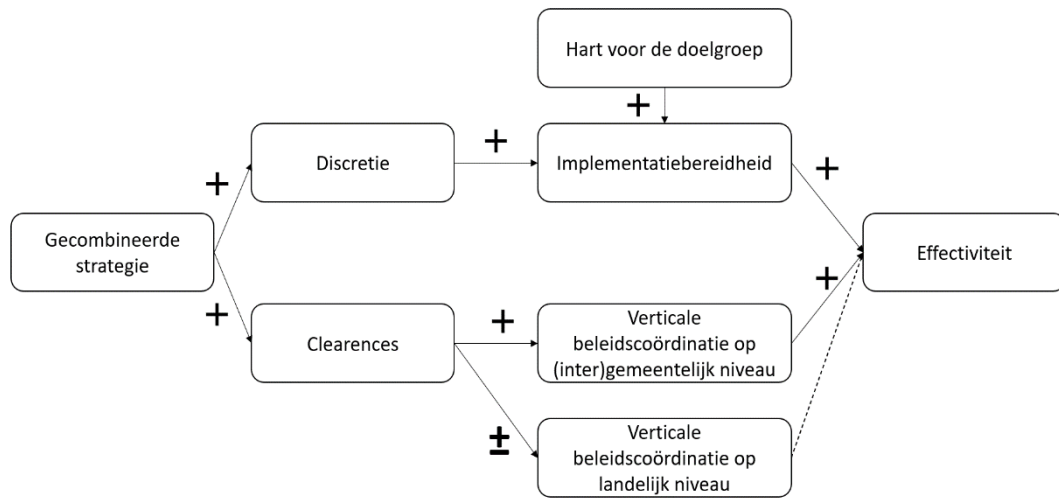 Hart voor de doelgroep
+
Discretie
+
Implementatiebereidheid
+
+
Gecombineerde
strategie
Effectiviteit
+
+
Clearences
+
Verticale
beleidscoördinatie op
(inter)gemeentelijk niveau
±
Verticale
beleidscoördinatie op
landelijk niveau